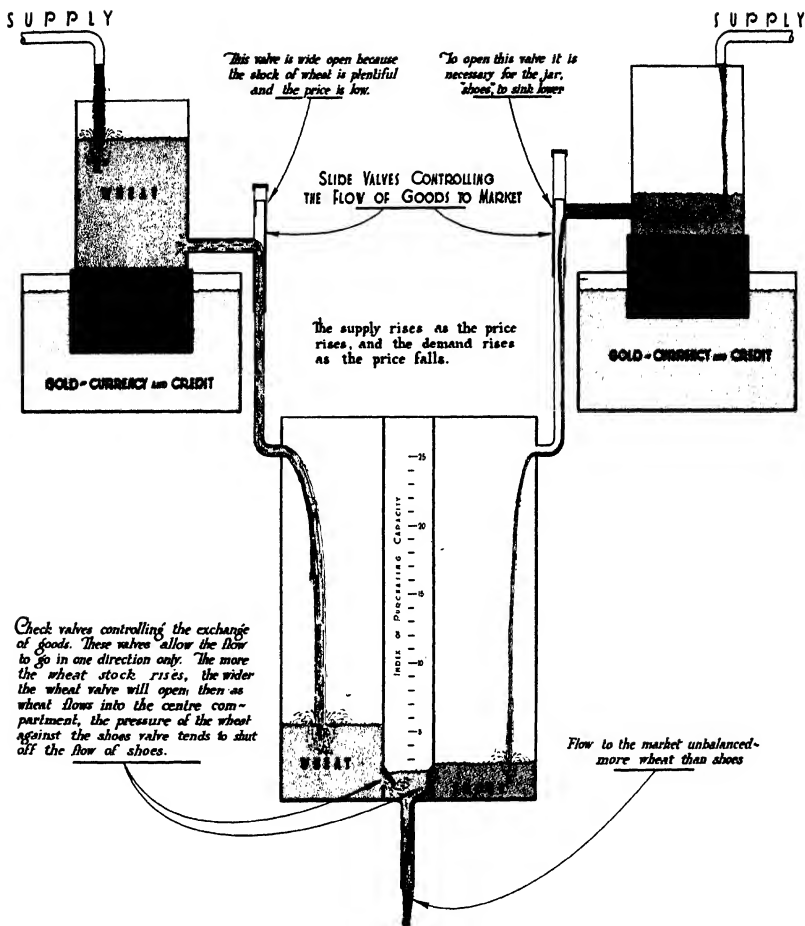 SUPPLY
SUPPLY
This valve is wide open because
the stock of wheat is plentiful
and the price is low.
To open this valve it is
necessary for the jar,
"shoes," to sink lower
SLIDE VALVES CONTROLLING
THE FLOW OF GOODS TO MARKET
WHEAT
The supply rises as the price
rises, and the demand rises
as the price falls.
GOLD - CURRENCY AND CREDIT
GOLD - CURRENCY AND CREDIT
25
20
15
10
5
INDEX OF PURCHASING CAPACITY
Check valves controlling the exchange
of goods. These valves allow the flow
to go in one direction only. The more
the wheat stock rises, the wider
the wheat valve will open; then as
wheat flows into the centre com-
partment, the pressure of the wheat
against the shoes valve tends to shut
off the flow of shoes.
WHEAT
Flow to the market unbalanced-
more wheat than shoes